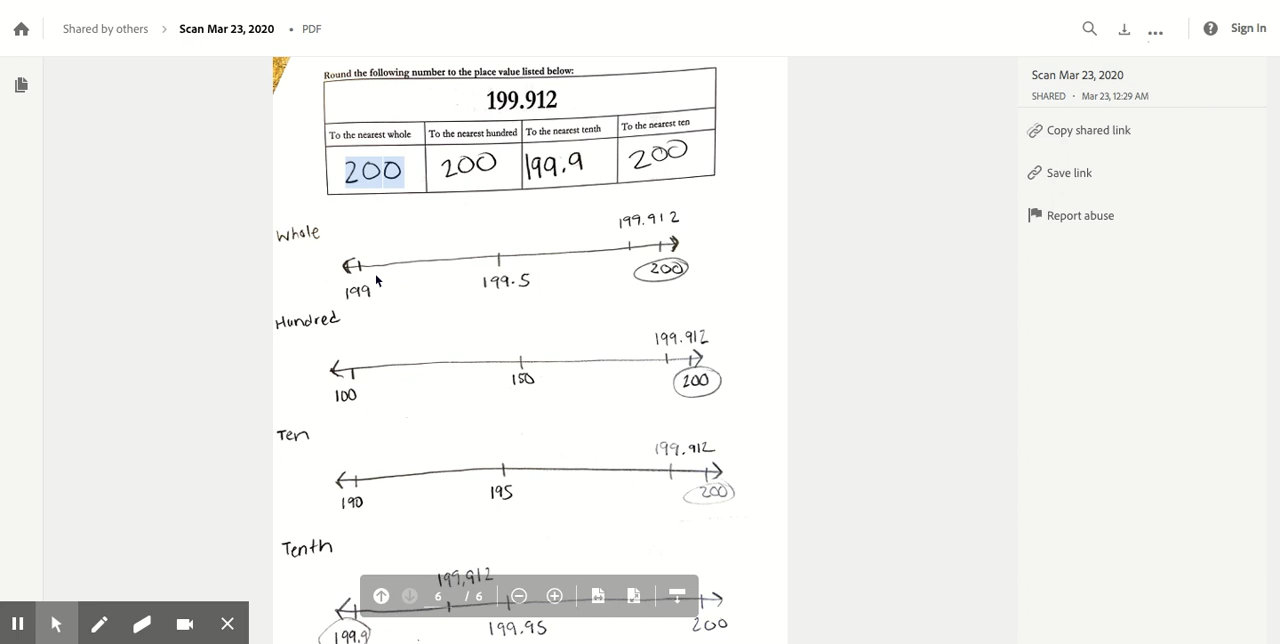 Shared by others > Scan Mar 23, 2020 • PDF
Sign In
Scan Mar 23, 2020
SHARED • Mar 23, 12:29 AM
Copy shared link
Save link
Report abuse
Round the following number to the place value listed below:
199.912
To the nearest whole To the nearest hundred To the nearest tenth To the nearest ten
200 200 199.9 200
Whole
199.912
199 199.5 200
Hundred
199.912
100 150 200
Ten
199.912
190 195 200
Tenth
199.912
6 / 6
199.9 199.95 200